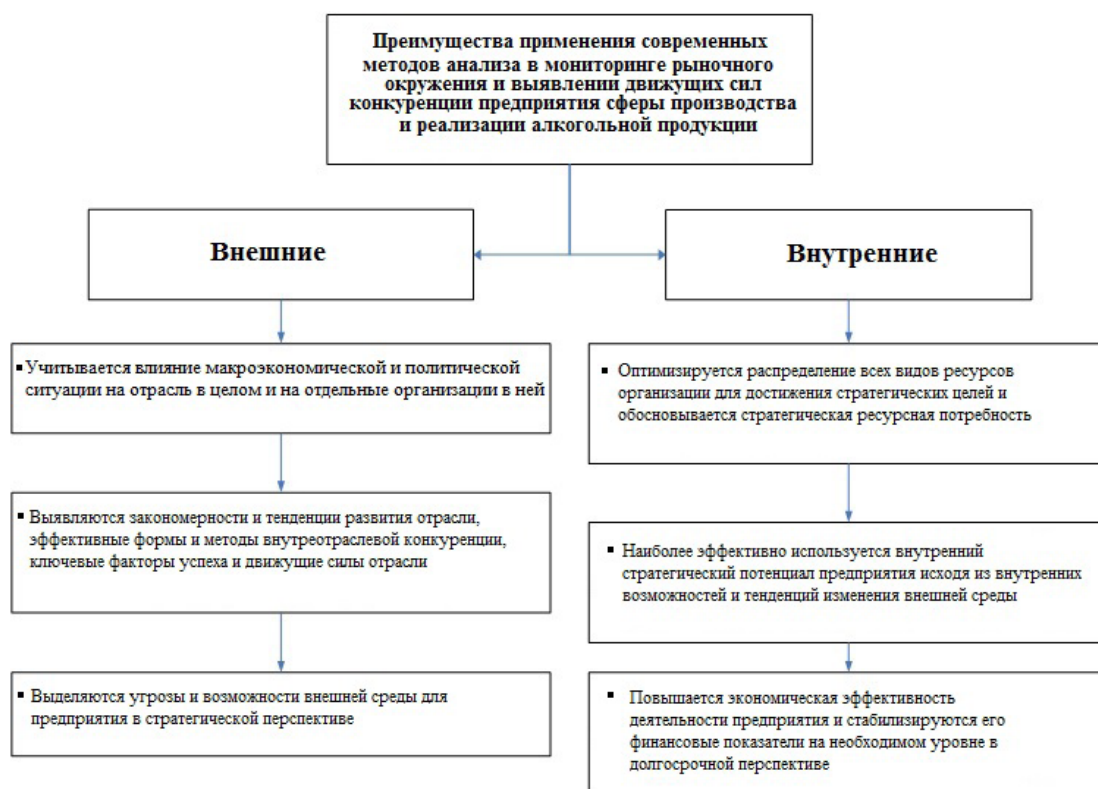 Преимущества применения современных
методов анализа в мониторинге рыночного
окружения и выявлении движущих сил
конкуренции предприятия сферы производства
и реализации алкогольной продукции
Внешние
▪ Учитывается влияние макроэкономической и политической
ситуации на отрасль в целом и на отдельные организации в ней
▪ Выявляются закономерности и тенденции развития отрасли,
эффективные формы и методы внутреотраслевой конкуренции,
ключевые факторы успеха и движущие силы отрасли
▪ Выделяются угрозы и возможности внешней среды для
предприятия в стратегической перспективе
Внутренние
▪ Оптимизируется распределение всех видов ресурсов
организации для достижения стратегических целей и
обосновывается стратегическая ресурсная потребность
▪ Наиболее эффективно используется внутренний
стратегический потенциал предприятия исходя из внутренних
возможностей и тенденций изменения внешней среды
▪ Повышается экономическая эффективность
деятельности предприятия и стабилизируются его
финансовые показатели на необходимом уровне в
долгосрочной перспективе